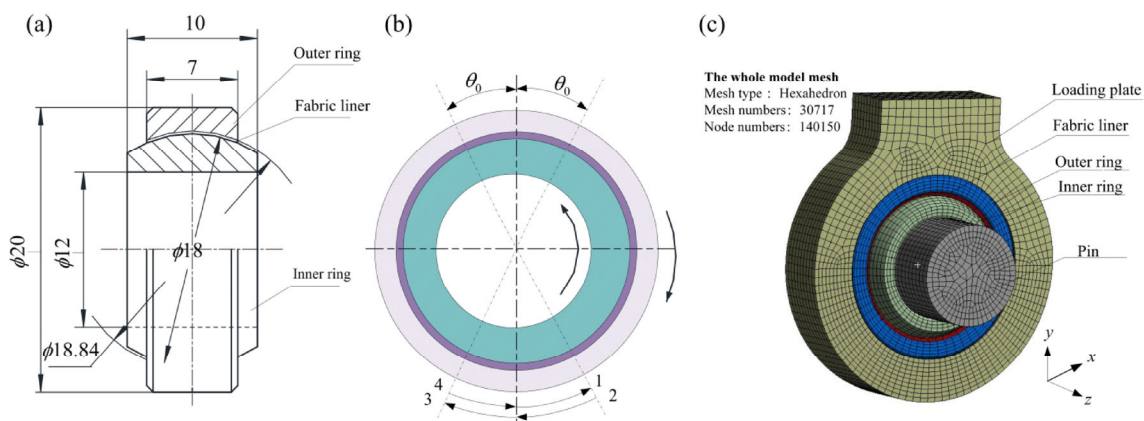 (a)
10
7
Outer ring
Fabric liner
ϕ20
ϕ12
ϕ18
Inner ring
ϕ18.84
(b)
θ0 θ0
4 1
3 2
(c)
The whole model mesh
Mesh type : Hexahedron
Mesh numbers: 30717
Node numbers: 140150
Loading plate
Fabric liner
Outer ring
Inner ring
Pin
y
x
z